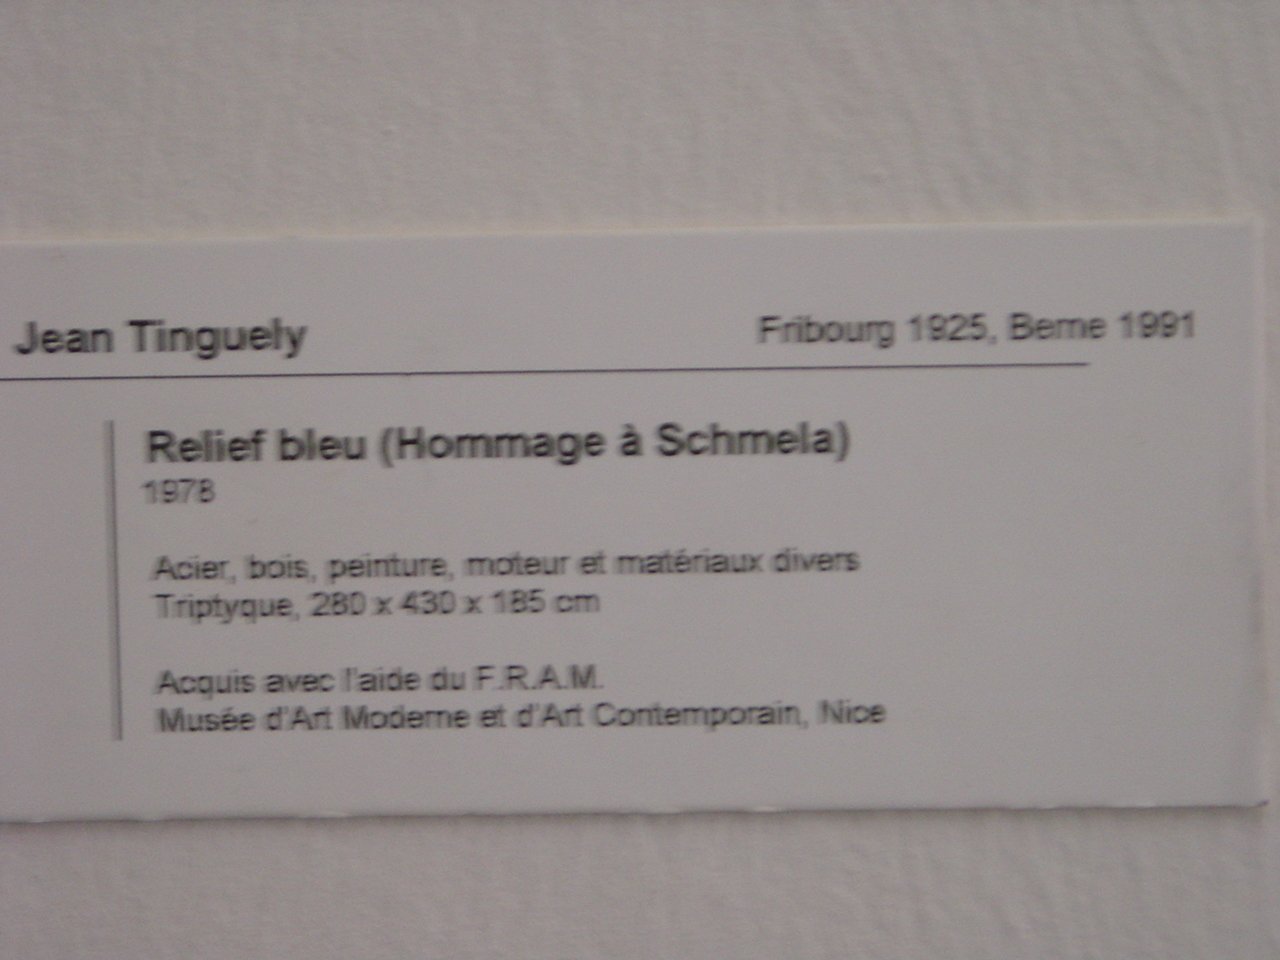 Jean Tinguely
Fribourg 1925, Berne 1991
Relief bleu (Hommage à Schmela)
1978
Acier, bois, peinture, moteur et matériaux divers
Triptyque, 280 x 430 x 185 cm
Acquis avec l'aide du F.R.A.M.
Musée d'Art Moderne et d'Art Contemporain, Nice